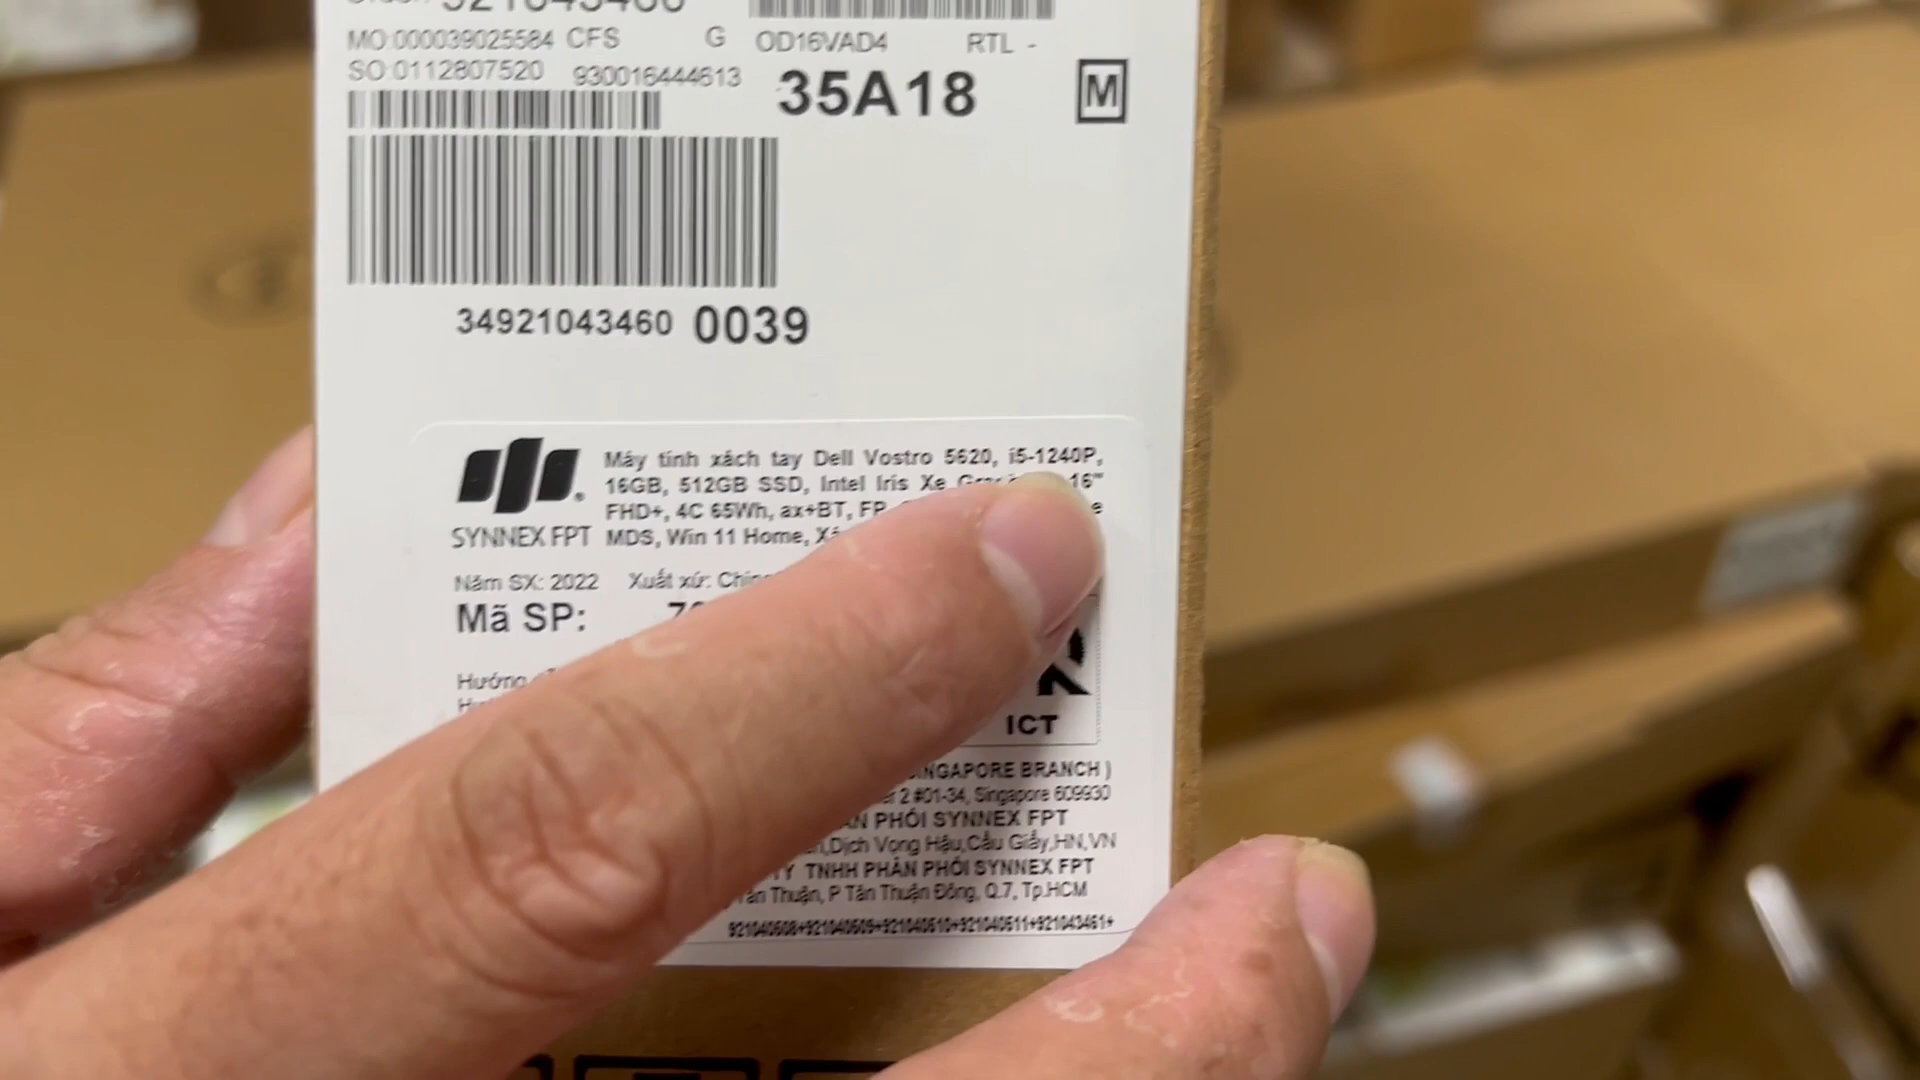 MO:000039025584 CFS G OD16VAD4 RTL -
SO:0112807520 930016444613 35A18 M
34921043460 0039
Máy tính xách tay Dell Vostro 5620, i5-1240P,
16GB, 512GB SSD, Intel Iris Xe 16"
FHD+, 4C 65Wh, ax+BT, FP,
SYNNEX FPT MDS, Win 11 Home,
Năm SX: 2022 Xuất xứ:
Mã SP:
Hướng
ICT
BRANCH )
2 #01-34, Singapore 609930
PHỐI SYNNEX FPT
Dịch Vọng Hậu,Cầu Giấy,HN,VN
TNHH PHÂN PHỐI SYNNEX FPT
Thuận, P Tân Thuận Đông, Q.7, Tp.HCM
921040608+921040609+921040610+921040611+921043461+